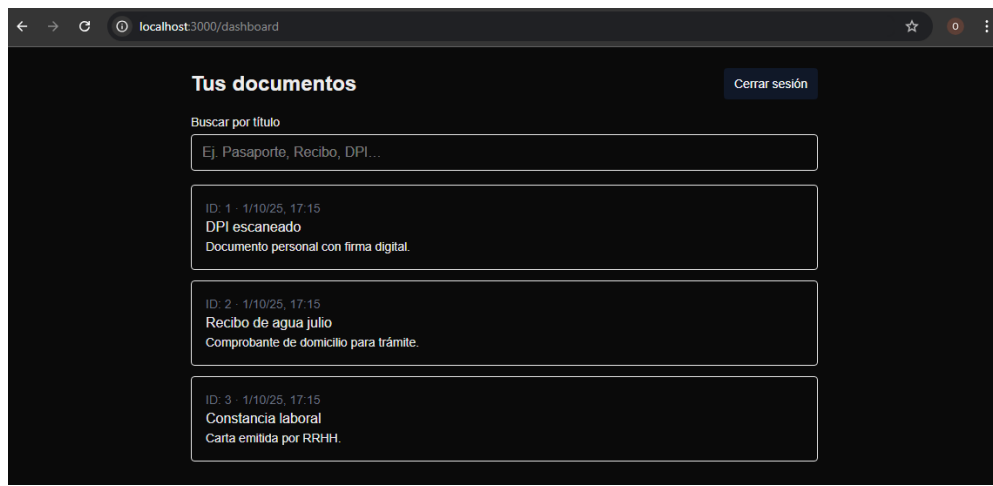 localhost:3000/dashboard
O
Tus documentos
Cerrar sesión
Buscar por título
Ej. Pasaporte, Recibo, DPI...
ID: 1 · 1/10/25, 17:15
DPI escaneado
Documento personal con firma digital.
ID: 2 · 1/10/25, 17:15
Recibo de agua julio
Comprobante de domicilio para trámite.
ID: 3 · 1/10/25, 17:15
Constancia laboral
Carta emitida por RRHH.